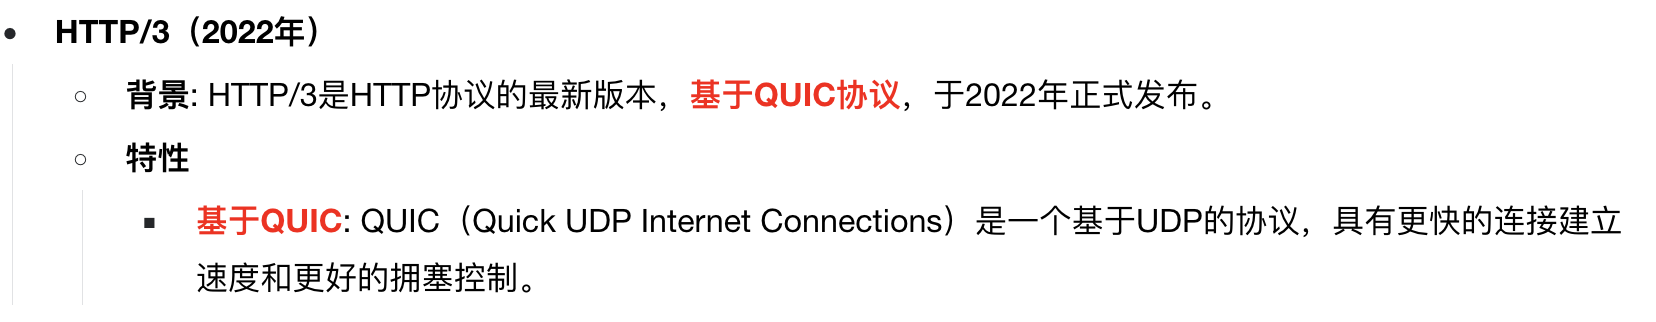 HTTP/3（2022年）
背景: HTTP/3是HTTP协议的最新版本，基于QUIC协议，于2022年正式发布。
特性
基于QUIC: QUIC（Quick UDP Internet Connections）是一个基于UDP的协议，具有更快的连接建立
速度和更好的拥塞控制。